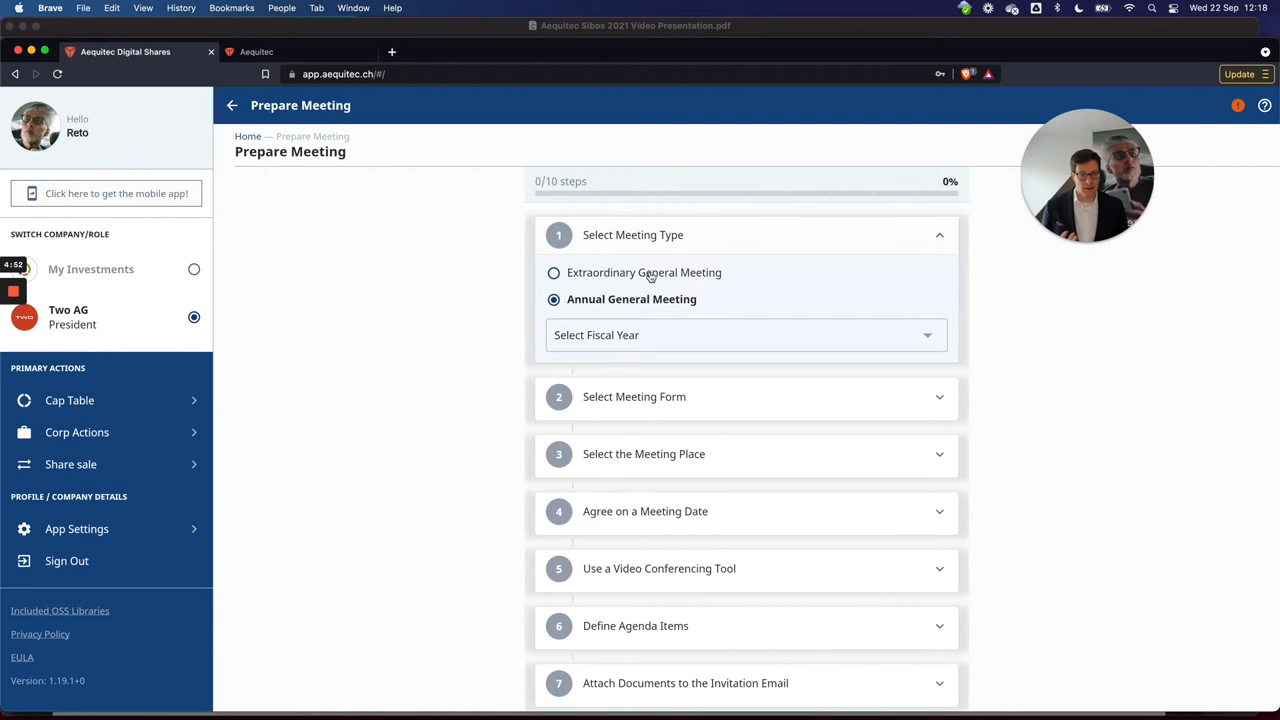 Brave File Edit View History Bookmarks People Tab Window Help
Wed 22 Sep 12:18
Aequitec Sibos 2021 Video Presentation.pdf
Aequitec Digital Shares
Aequitec
app.aequitec.ch/#/
1
Update
Hello
Reto
Prepare Meeting
Home — Prepare Meeting
Prepare Meeting
Click here to get the mobile app!
SWITCH COMPANY/ROLE
4:52
My Investments
TWO
Two AG
President
PRIMARY ACTIONS
Cap Table
Corp Actions
Share sale
PROFILE / COMPANY DETAILS
App Settings
Sign Out
Included OSS Libraries
Privacy Policy
EULA
Version: 1.19.1+0
0/10 steps
0%
1 Select Meeting Type
Extraordinary General Meeting
Annual General Meeting
Select Fiscal Year
2 Select Meeting Form
3 Select the Meeting Place
4 Agree on a Meeting Date
5 Use a Video Conferencing Tool
6 Define Agenda Items
7 Attach Documents to the Invitation Email